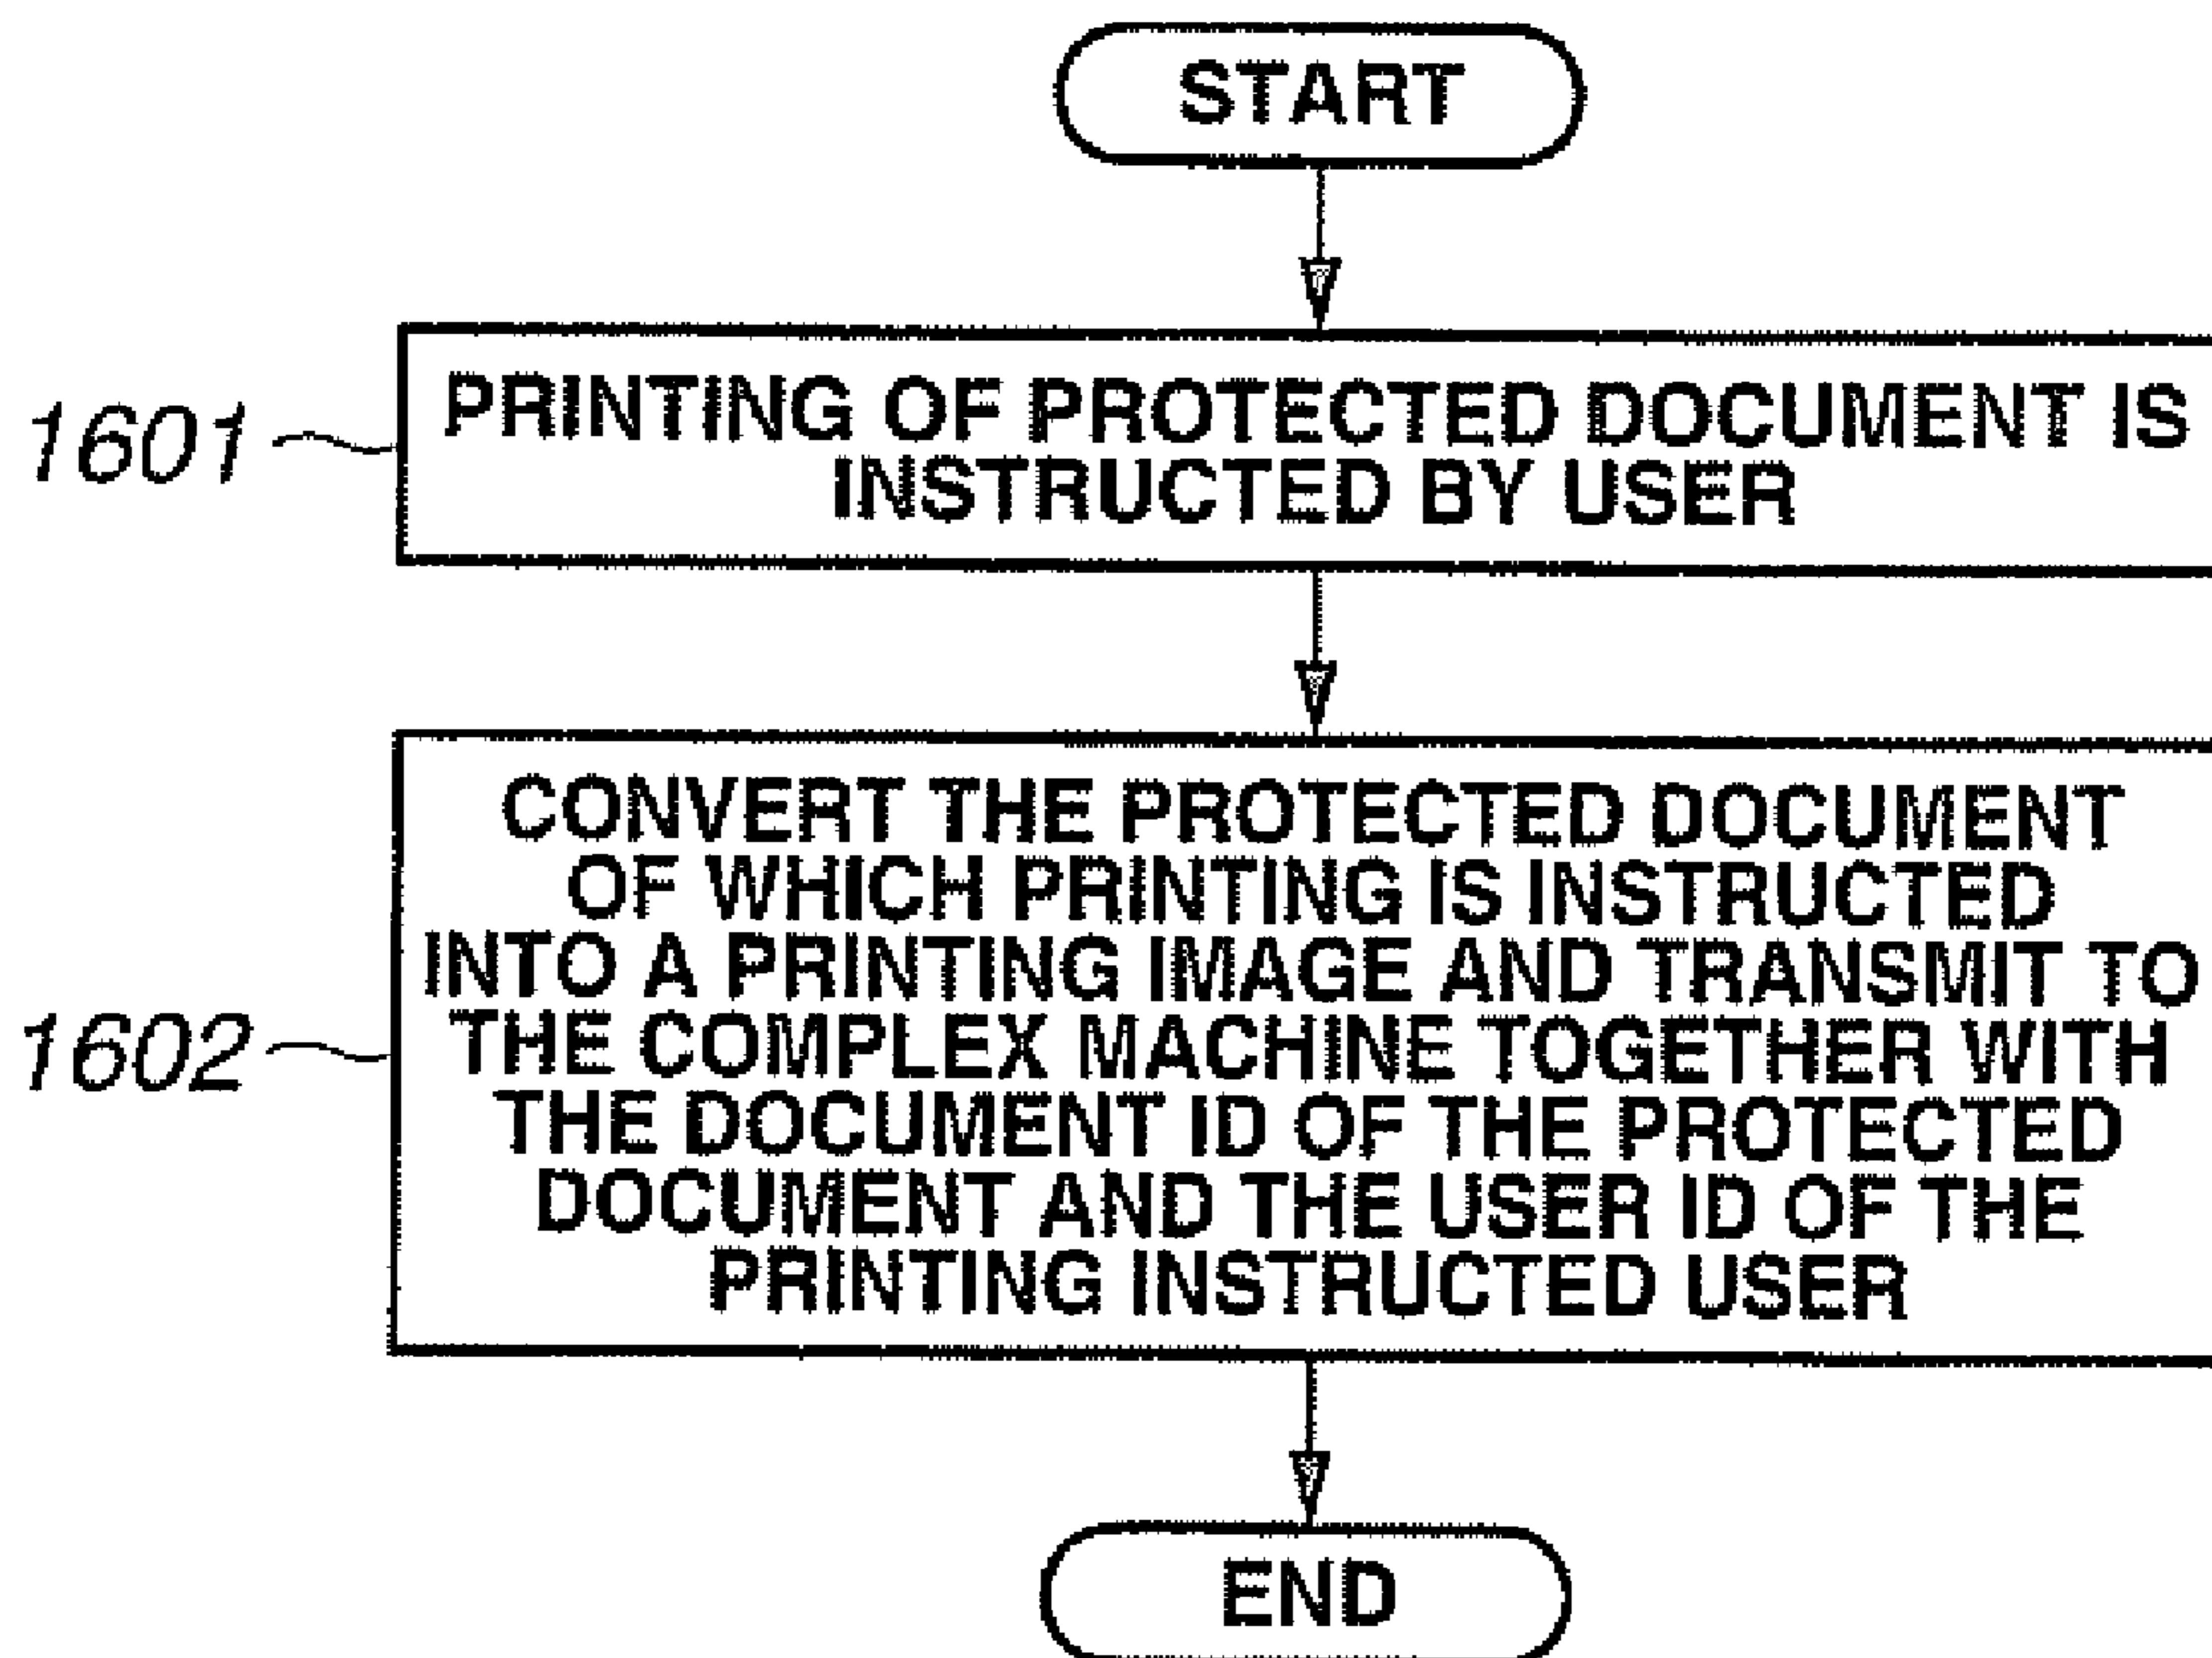 START
1601
PRINTING OF PROTECTED DOCUMENT IS
INSTRUCTED BY USER
CONVERT THE PROTECTED DOCUMENT
OF WHICH PRINTING IS INSTRUCTED
INTO A PRINTING IMAGE AND TRANSMIT TO
1602
THE COMPLEX MACHINE TOGETHER WITH
THE DOCUMENT ID OF THE PROTECTED
DOCUMENT AND THE USER ID OF THE
PRINTING INSTRUCTED USER
END